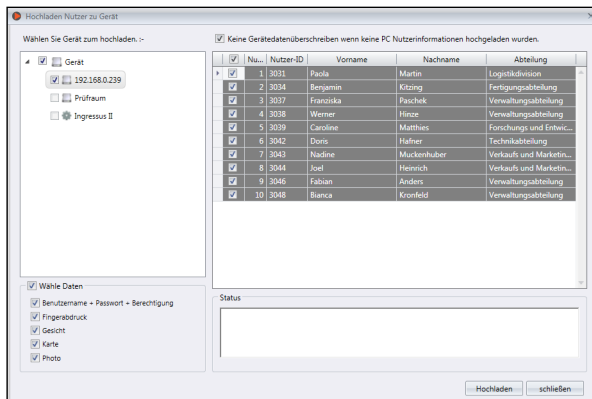 Hochladen Nutzer zu Gerät
Wählen Sie Gerät zum hochladen. :-
Keine Gerätedatenüberschreiben wenn keine PC Nutzerinformationen hochgeladen wurden.
Gerät
192.168.0.239
Prüfraum
Ingressus II
Nu... Nutzer-ID Vorname Nachname Abteilung
1 3031 Paola Martin Logistikdivision
2 3034 Benjamin Kitzing Fertigungsabteilung
3 3037 Franziska Paschek Verwaltungsabteilung
4 3038 Werner Hinze Verwaltungsabteilung
5 3039 Caroline Matthies Forschungs und Entwic...
6 3042 Doris Hafner Technikabteilung
7 3043 Nadine Muckenhuber Verkaufs und Marketin...
8 3044 Joel Heinrich Verkaufs und Marketin...
9 3046 Fabian Anders Verwaltungsabteilung
10 3048 Bianca Kronfeld Verwaltungsabteilung
Wähle Daten
Benutzername + Passwort + Berechtigung
Fingerabdruck
Gesicht
Karte
Photo
Status
Hochladen schließen